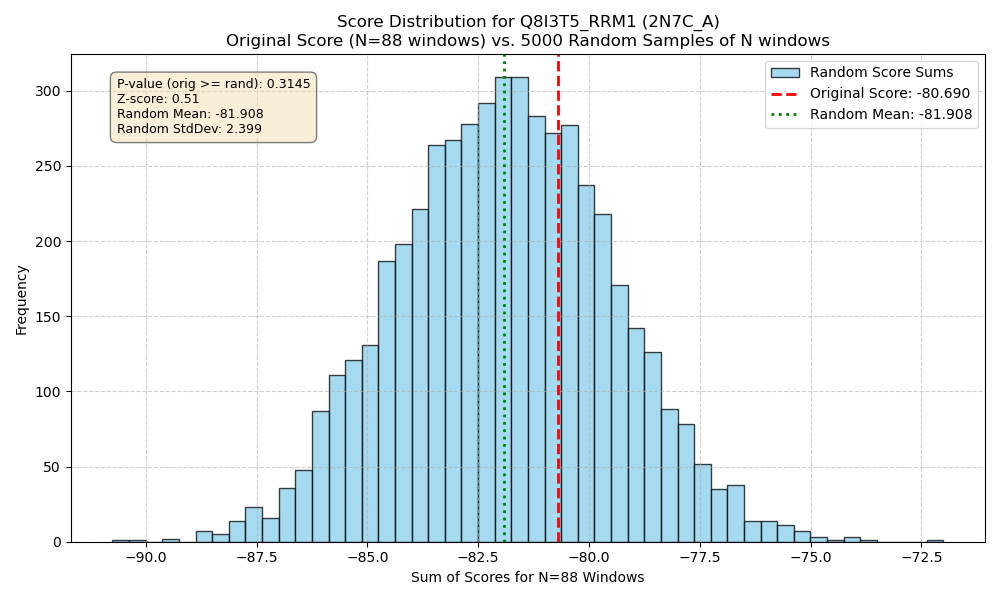 Score Distribution for Q8I3T5_RRM1 (2N7C_A)
Original Score (N=88 windows) vs. 5000 Random Samples of N windows
P-value (orig >= rand): 0.3145
Z-score: 0.51
Random Mean: -81.908
Random StdDev: 2.399
Random Score Sums
Original Score: -80.690
Random Mean: -81.908
Frequency
300
250
200
150
100
50
0
−90.0 −87.5 −85.0 −82.5 −80.0 −77.5 −75.0 −72.5
Sum of Scores for N=88 Windows